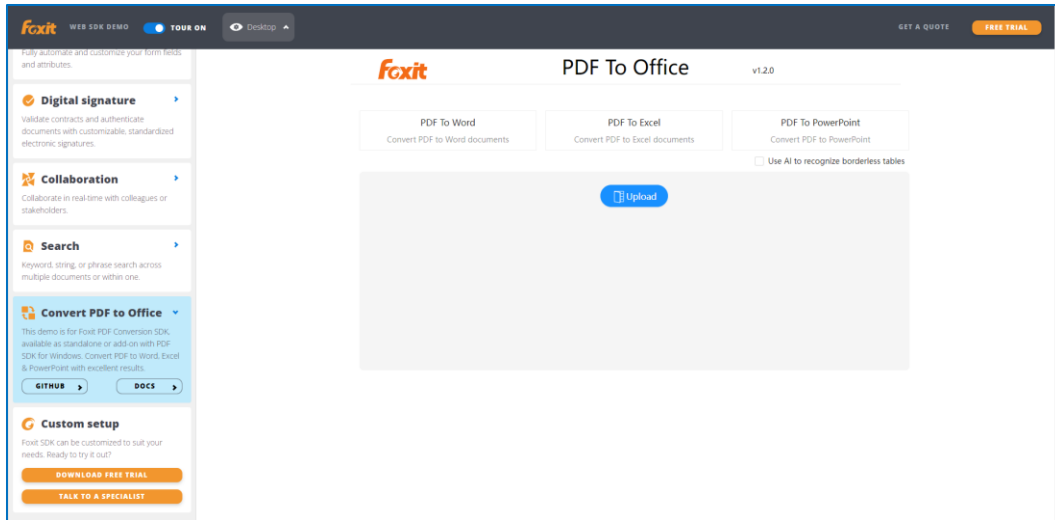 Foxit WEB SDK DEMO TOUR ON Desktop GET A QUOTE FREE TRIAL
Fully automate and customize your form fields
and attributes.
Digital signature
Validate contracts and authenticate
documents with customizable, standardized
electronic signatures.
Collaboration
Collaborate in real-time with colleagues or
stakeholders.
Search
Keyword, string, or phrase search across
multiple documents or within one.
Convert PDF to Office
This demo is for Foxit PDF Conversion SDK,
available as standalone or add-on with PDF
SDK for Windows. Convert PDF to Word, Excel
& PowerPoint with excellent results.
GITHUB DOCS
Custom setup
Foxit SDK can be customized to suit your
needs. Ready to try it out?
DOWNLOAD FREE TRIAL
TALK TO A SPECIALIST
Foxit PDF To Office v1.2.0
PDF To Word PDF To Excel PDF To PowerPoint
Convert PDF to Word documents Convert PDF to Excel documents Convert PDF to PowerPoint
Use AI to recognize borderless tables
Upload